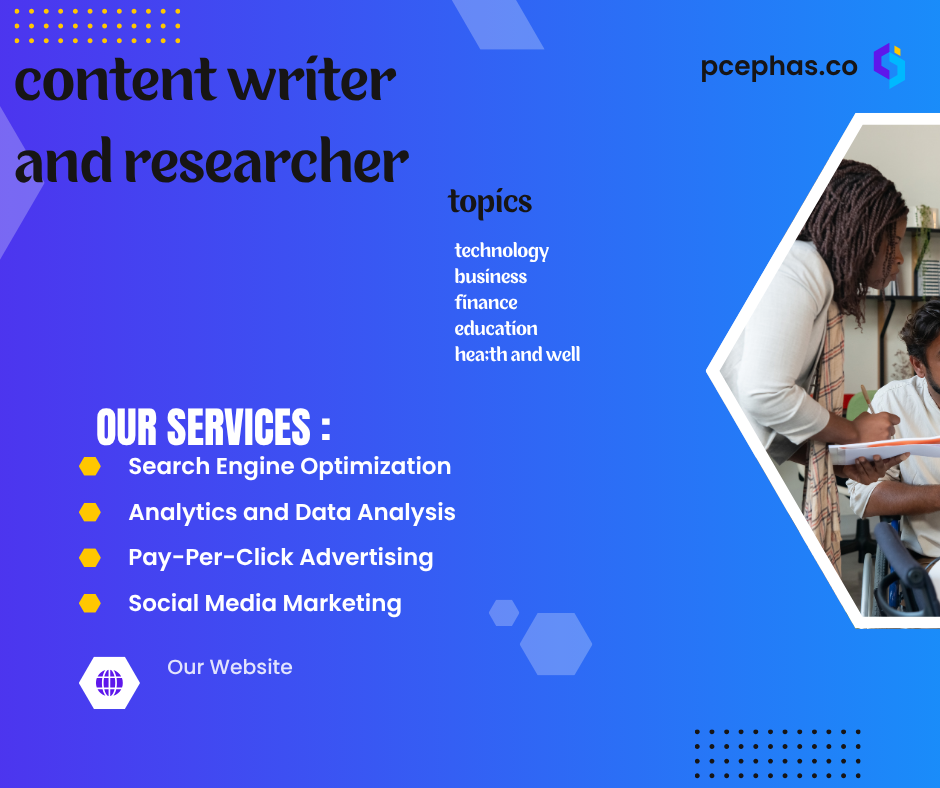 content writer
and researcher
pcephas.co
topics
technology
business
finance
education
hea:th and well
OUR SERVICES :
Search Engine Optimization
Analytics and Data Analysis
Pay-Per-Click Advertising
Social Media Marketing
Our Website